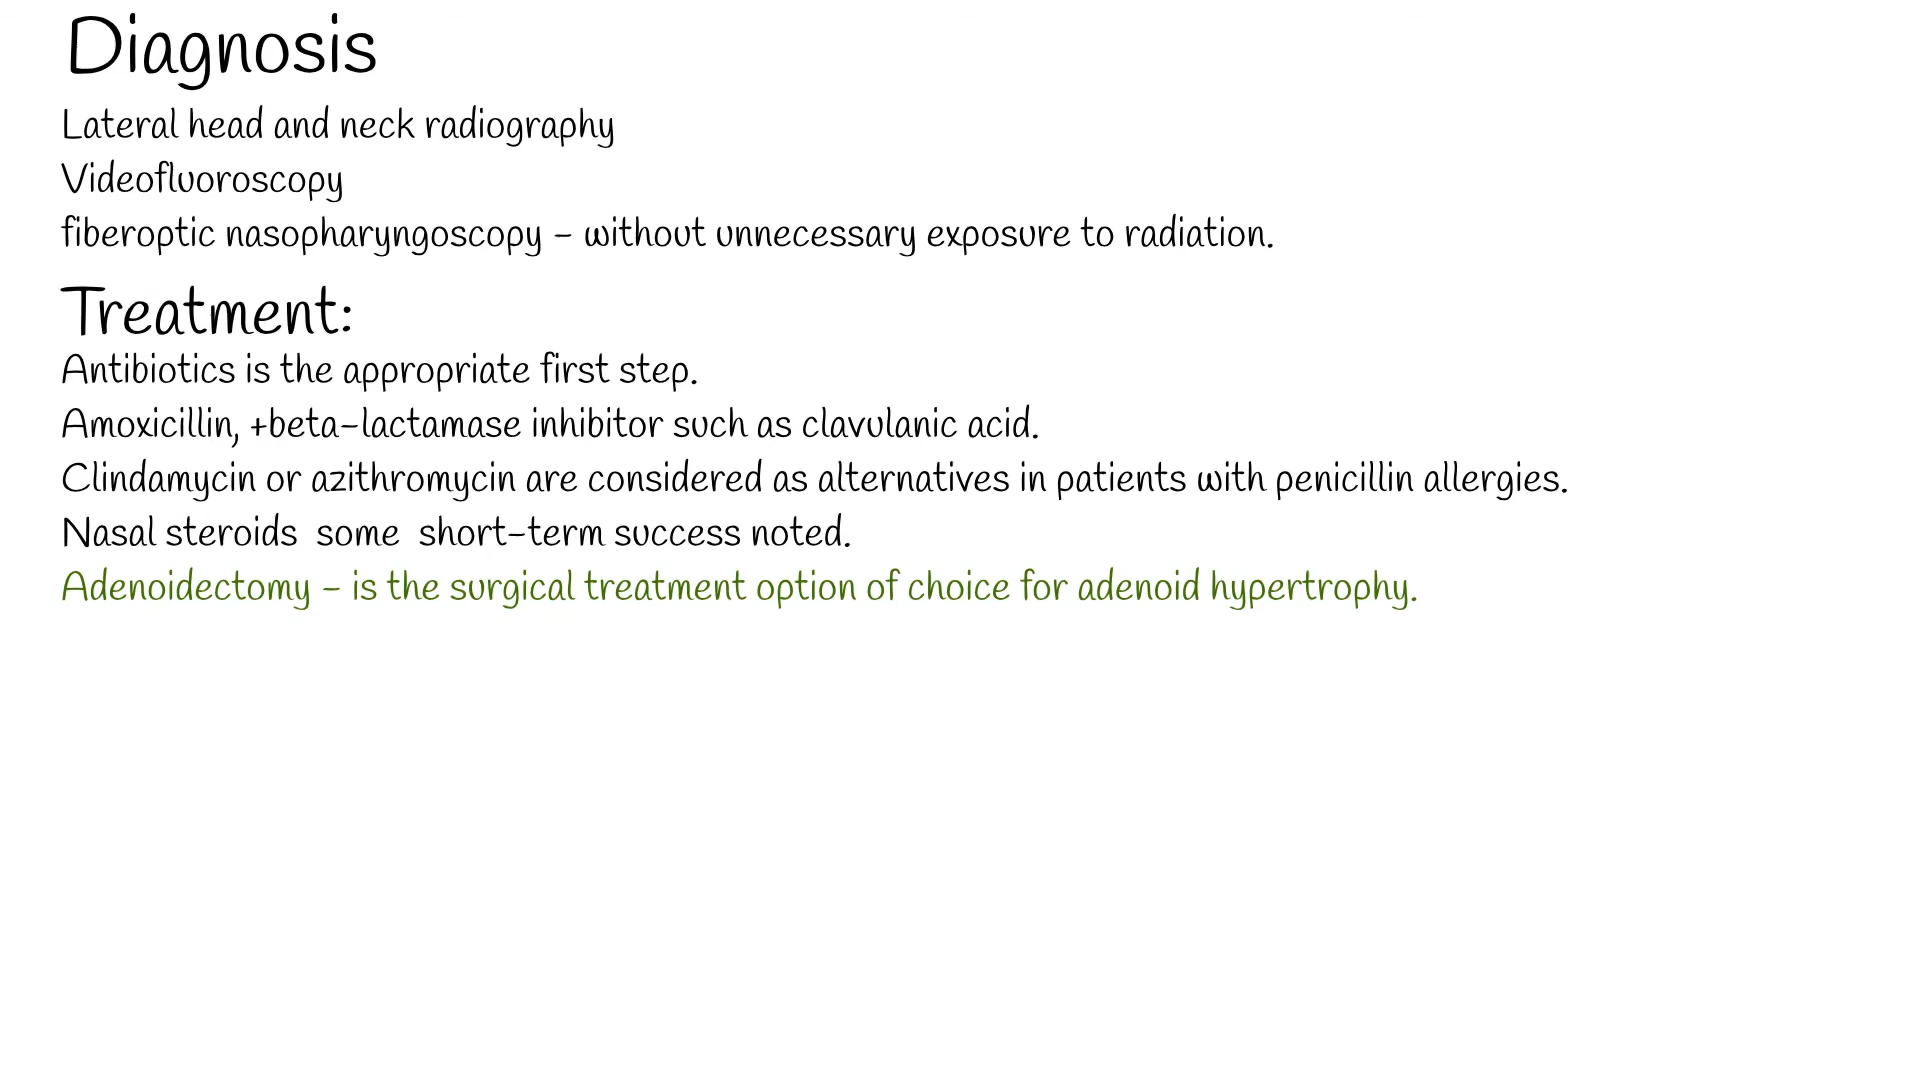 Diagnosis
Lateral head and neck radiography
Videofluoroscopy
fiberoptic nasopharyngoscopy - without unnecessary exposure to radiation.
Treatment:
Antibiotics is the appropriate first step.
Amoxicillin, +beta-lactamase inhibitor such as clavulanic acid.
Clindamycin or azithromycin are considered as alternatives in patients with penicillin allergies.
Nasal steroids  some  short-term success noted.
Adenoidectomy - is the surgical treatment option of choice for adenoid hypertrophy.